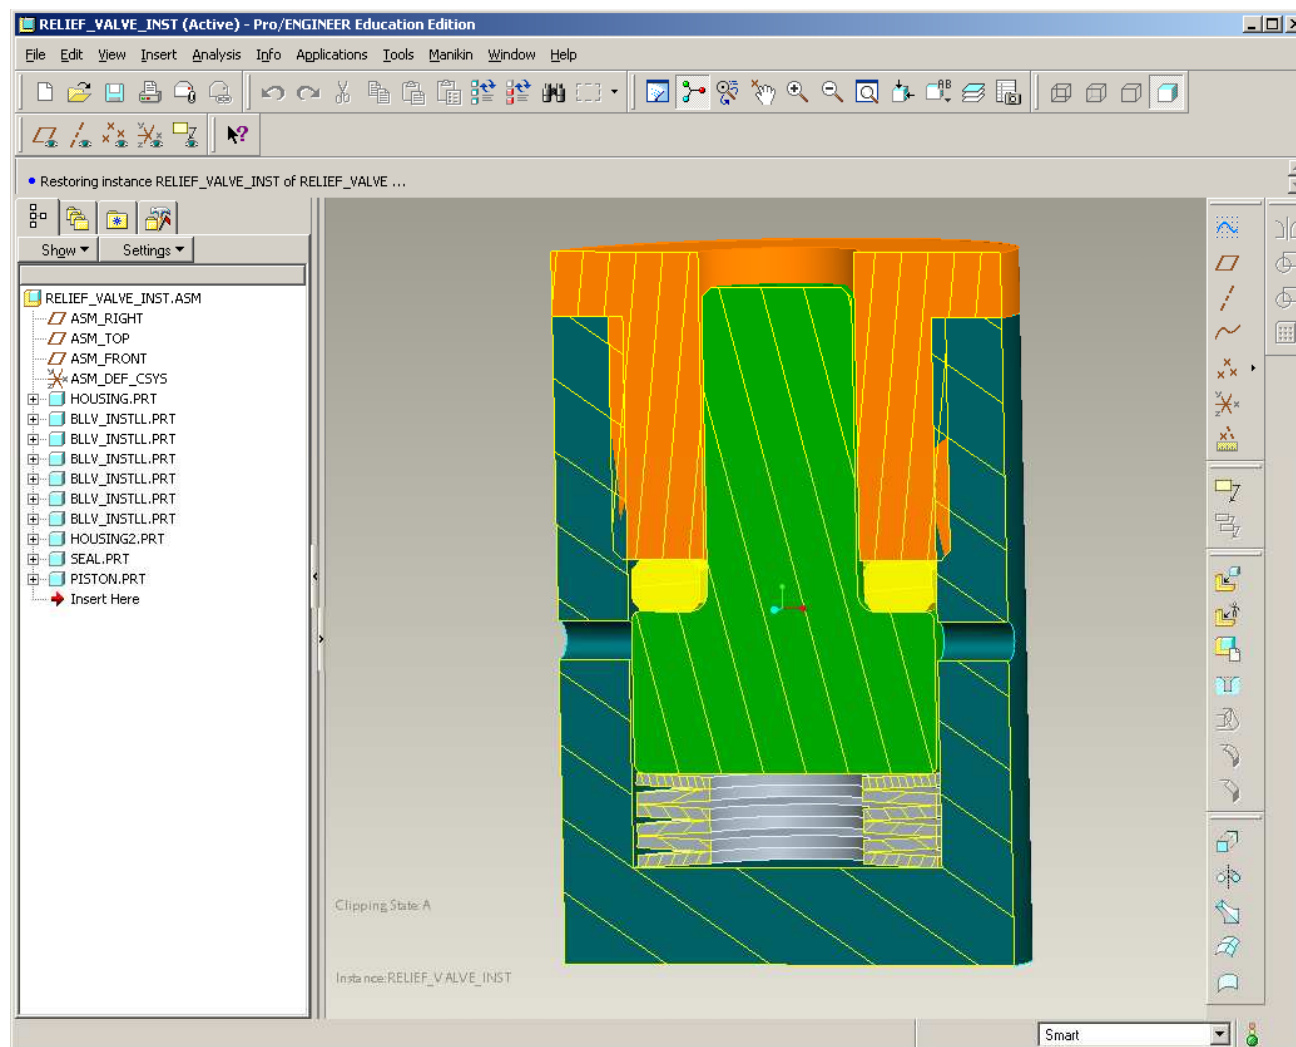 RELIEF_VALVE_INST (Active) - Pro/ENGINEER Education Edition
File Edit View Insert Analysis Info Applications Tools Manikin Window Help
Restoring instance RELIEF_VALVE_INST of RELIEF_VALVE ...
Show Settings
RELIEF_VALVE_INST.ASM
ASM_RIGHT
ASM_TOP
ASM_FRONT
ASM_DEF_CSYS
HOUSING.PRT
BLLV_INSTLL.PRT
BLLV_INSTLL.PRT
BLLV_INSTLL.PRT
BLLV_INSTLL.PRT
BLLV_INSTLL.PRT
BLLV_INSTLL.PRT
HOUSING2.PRT
SEAL.PRT
PISTON.PRT
Insert Here
Clipping State: A
Instance:RELIEF_VALVE_INST
Smart